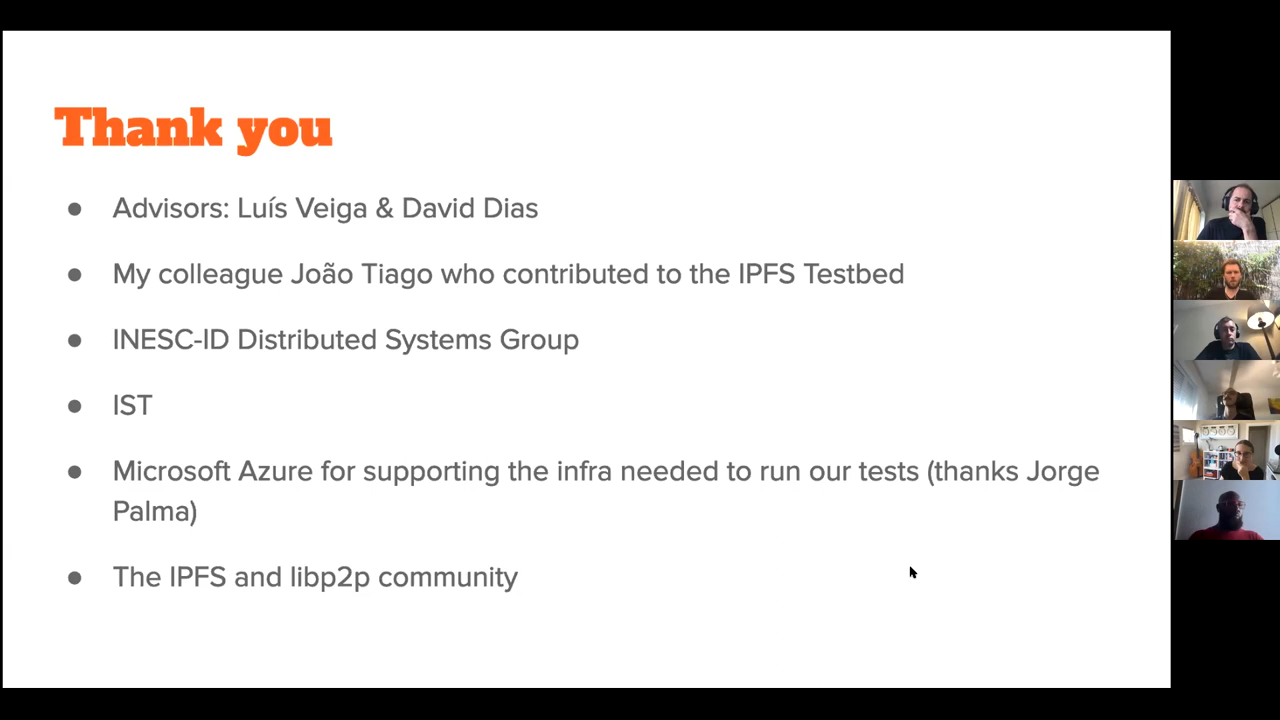 Thank you
● Advisors: Luís Veiga & David Dias
● My colleague João Tiago who contributed to the IPFS Testbed
● INESC-ID Distributed Systems Group
● IST
● Microsoft Azure for supporting the infra needed to run our tests (thanks Jorge
Palma)
● The IPFS and libp2p community